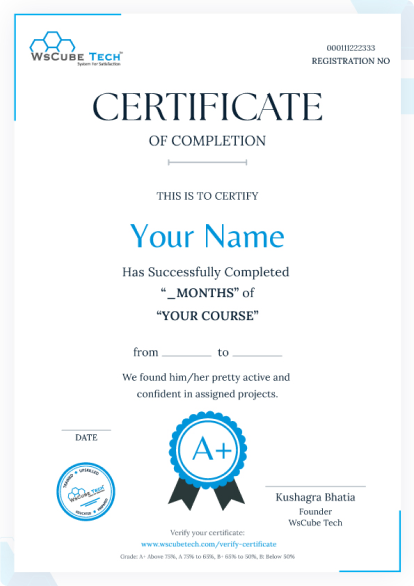 WsCube Tech
System for Satisfaction
000111222333
REGISTRATION NO
CERTIFICATE
OF COMPLETION
THIS IS TO CERTIFY
Your Name
Has Successfully Completed
“_MONTHS” of
“YOUR COURSE”
from ________ to ________
We found him/her pretty active and
confident in assigned projects.
A+
DATE
WsCube Tech
Kushagra Bhatia
Founder
WsCube Tech
Verify your certificate:
www.wscubetech.com/verify-certificate
Grade: A+ Above 75%, A 75% to 65%, B+ 65% to 50%, B: Below 50%